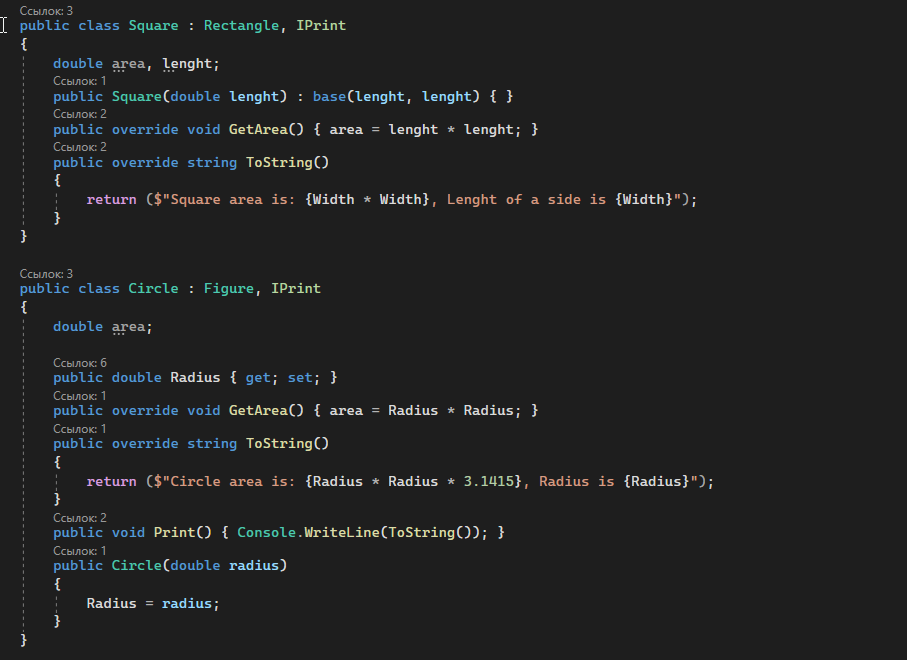 Ссылок: 3
public class Square : Rectangle, IPrint
{
double area, lenght;
Ссылок: 1
public Square(double lenght) : base(lenght, lenght) { }
Ссылок: 2
public override void GetArea() { area = lenght * lenght; }
Ссылок: 2
public override string ToString()
{
return ($"Square area is: {Width * Width}, Lenght of a side is {Width}");
}
}
Ссылок: 3
public class Circle : Figure, IPrint
{
double area;
Ссылок: 6
public double Radius { get; set; }
Ссылок: 1
public override void GetArea() { area = Radius * Radius; }
Ссылок: 1
public override string ToString()
{
return ($"Circle area is: {Radius * Radius * 3.1415}, Radius is {Radius}");
}
Ссылок: 2
public void Print() { Console.WriteLine(ToString()); }
Ссылок: 1
public Circle(double radius)
{
Radius = radius;
}
}